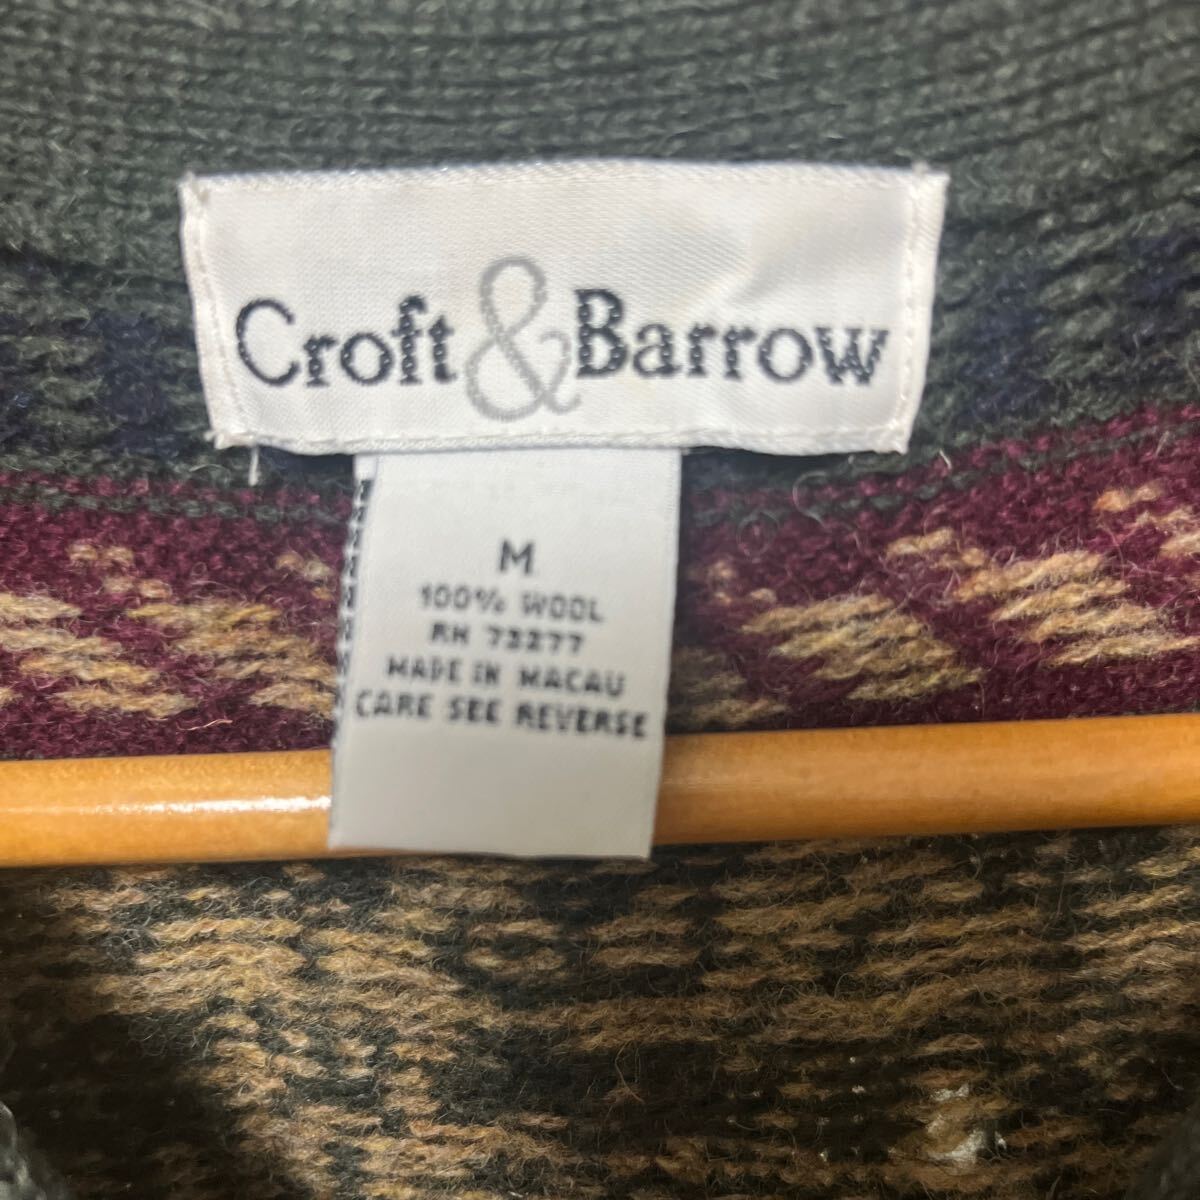 Croft & Barrow
M
100% WOOL
RN 73277
MADE IN MACAU
CARE SEE REVERSE